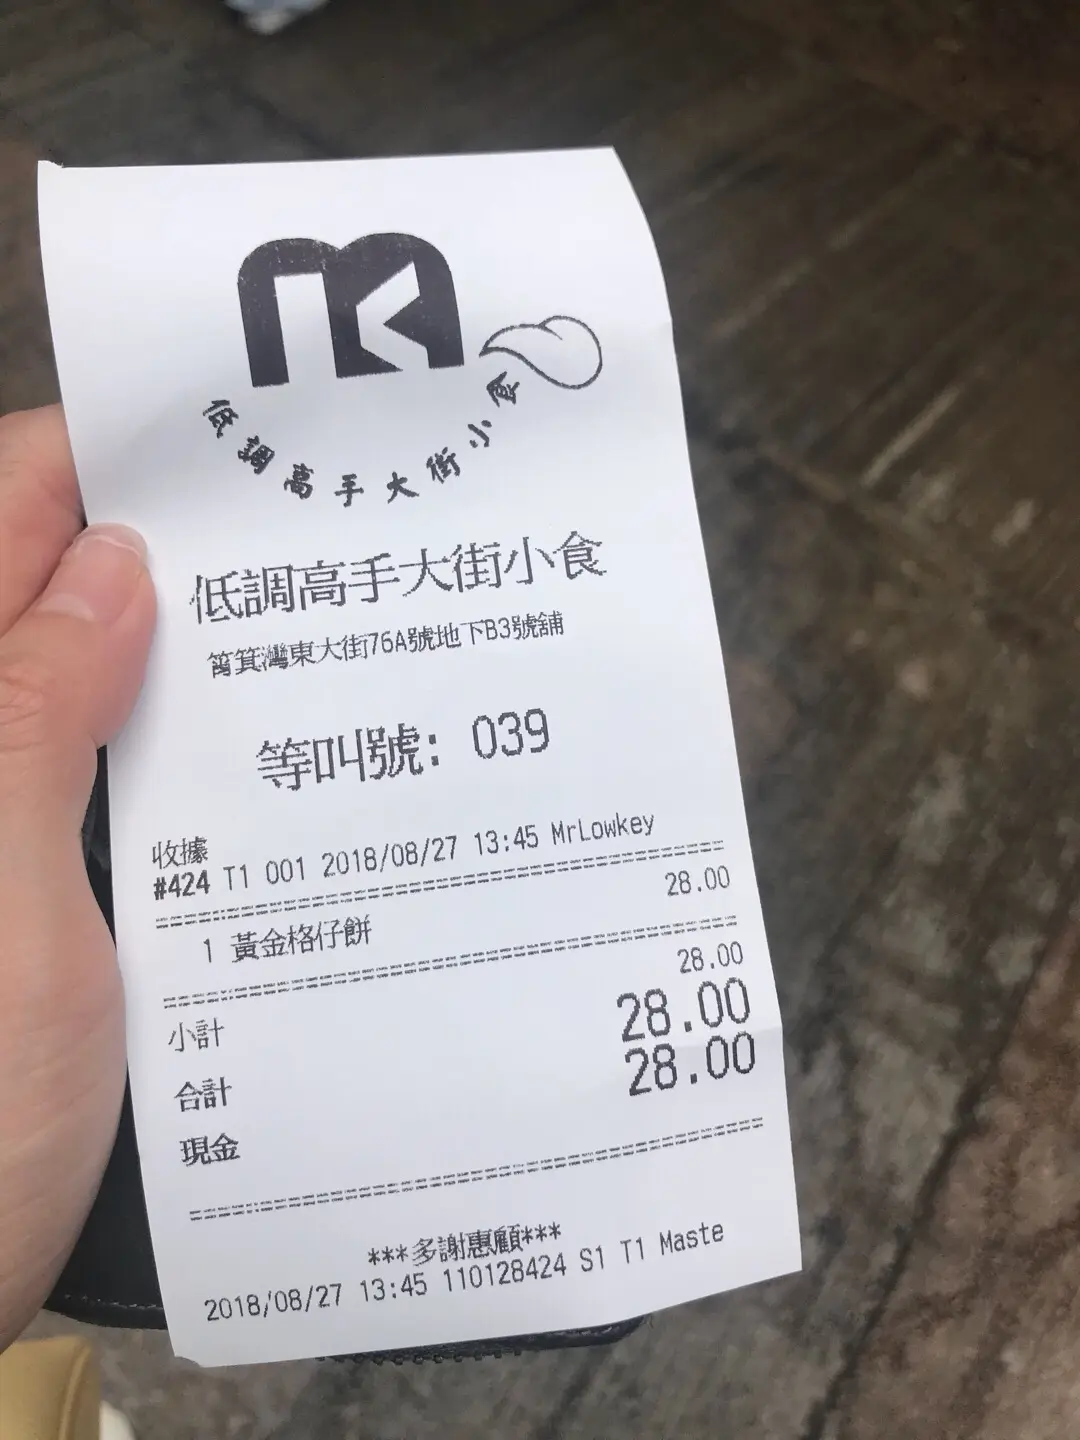 低調高手大街小食
低調高手大街小食
筲箕灣東大街76A號地下B3號舖
等叫號: 039
收據
#424 T1 001 2018/08/27 13:45 MrLowkey
1 黃金格仔餅 28.00
小計 28.00
合計 28.00
現金 28.00
***多謝惠顧***
2018/08/27 13:45 110128424 S1 T1 Maste